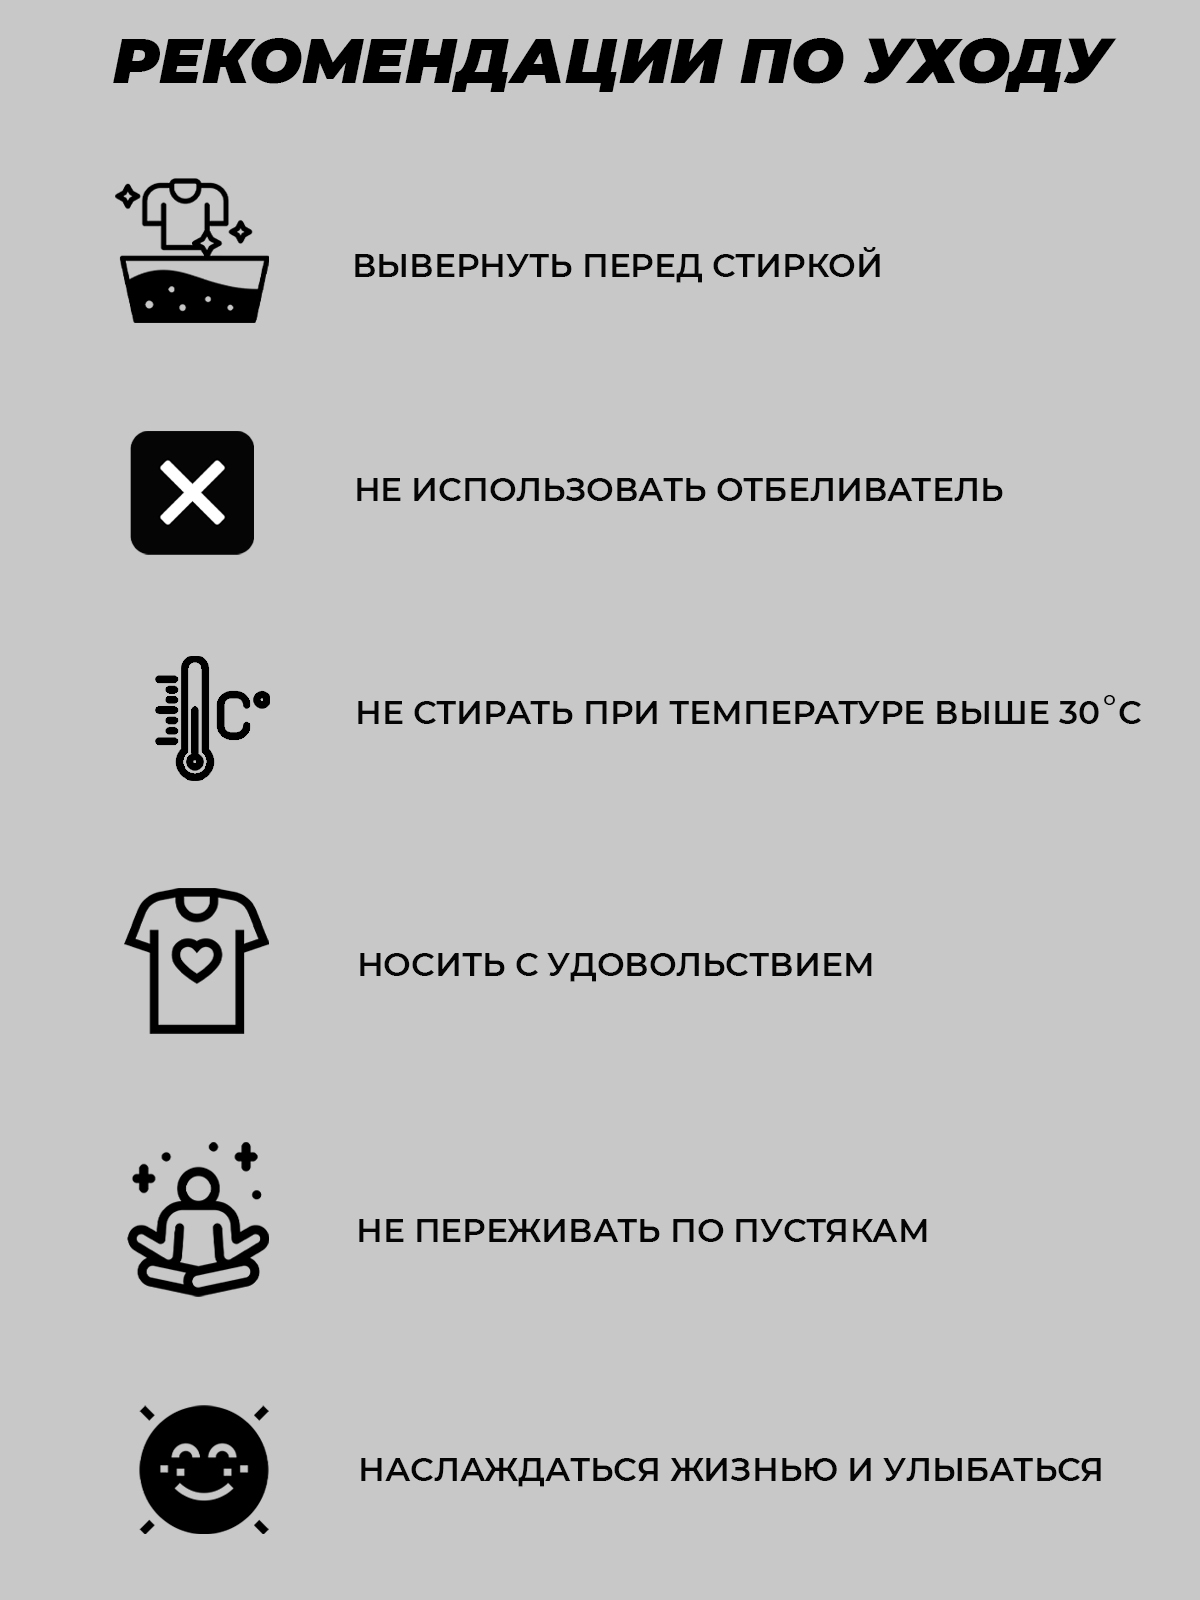 РЕКОМЕНДАЦИИ ПО УХОДУ
ВЫВЕРНУТЬ ПЕРЕД СТИРКОЙ
НЕ ИСПОЛЬЗОВАТЬ ОТБЕЛИВАТЕЛЬ
C°
НЕ СТИРАТЬ ПРИ ТЕМПЕРАТУРЕ ВЫШЕ 30°С
НОСИТЬ С УДОВОЛЬСТВИЕМ
НЕ ПЕРЕЖИВАТЬ ПО ПУСТЯКАМ
НАСЛАЖДАТЬСЯ ЖИЗНЬЮ И УЛЫБАТЬСЯ